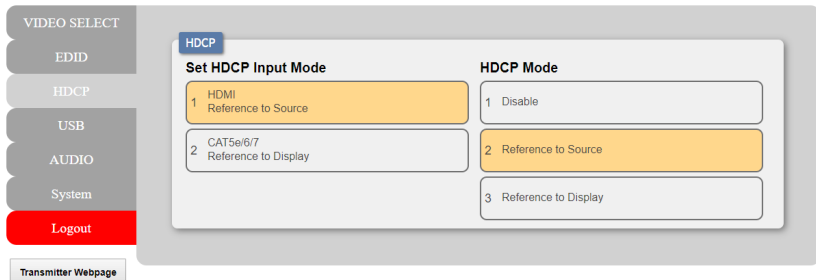 VIDEO SELECT
EDID
HDCP
USB
AUDIO
System
Logout
Transmitter Webpage
HDCP
Set HDCP Input Mode
1 HDMI
Reference to Source
2 CAT5e/6/7
Reference to Display
HDCP Mode
1 Disable
2 Reference to Source
3 Reference to Display